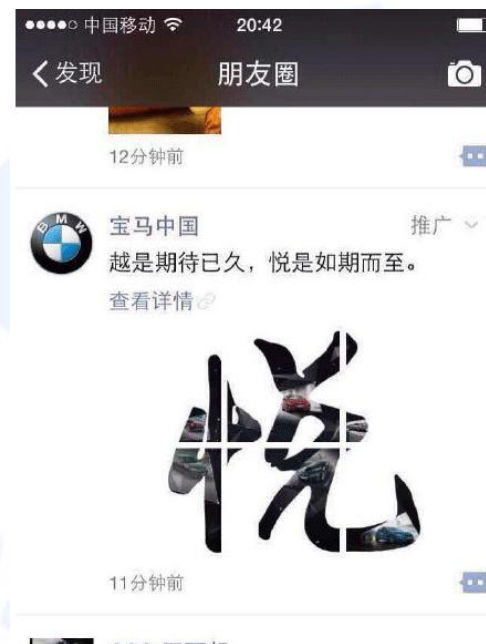 中国移动 20:42
发现 朋友圈
12分钟前
BMW
宝马中国 推广
越是期待已久，悦是如期而至。
查看详情
悦
11分钟前